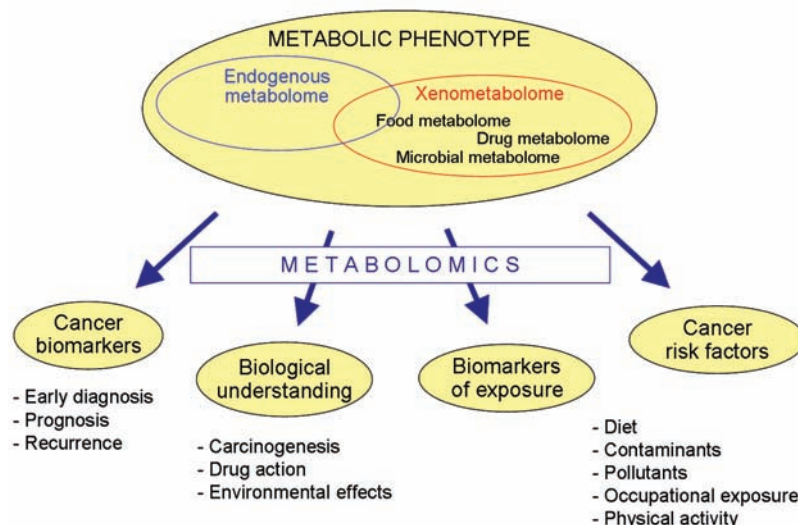 METABOLIC PHENOTYPE
Endogenous
metabolome
Xenometabolome
Food metabolome
Drug metabolome
Microbial metabolome
METABOLOMICS
Cancer
biomarkers
- Early diagnosis
- Prognosis
- Recurrence
Biological
understanding
- Carcinogenesis
- Drug action
- Environmental effects
Biomarkers
of exposure
Cancer
risk factors
- Diet
- Contaminants
- Pollutants
- Occupational exposure
- Physical activity